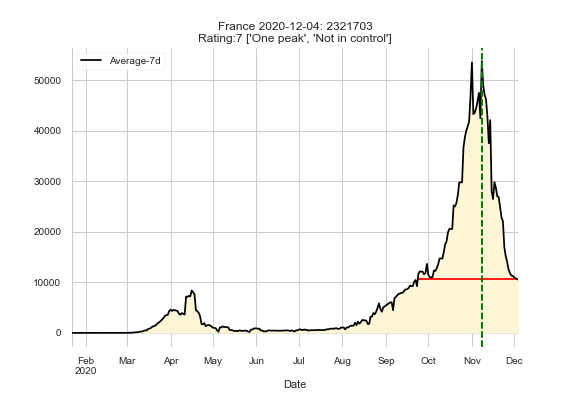 France 2020-12-04: 2321703
Rating:7 ['One peak', 'Not in control']
Average-7d
50000
40000
30000
20000
10000
0
Feb Mar Apr May Jun Jul Aug Sep Oct Nov Dec
2020
Date